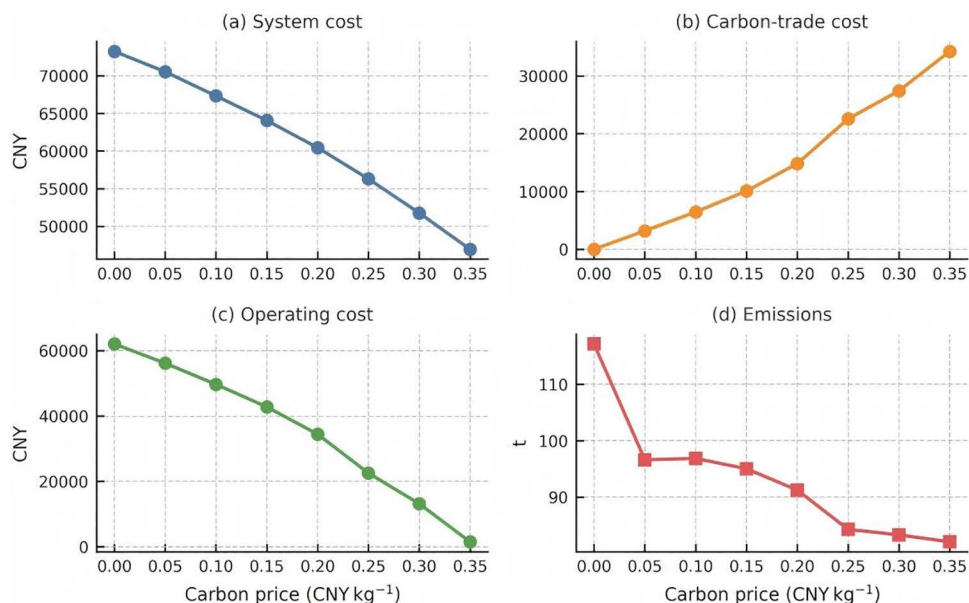 (a) System cost
CNY
70000
65000
60000
55000
50000
0.00 0.05 0.10 0.15 0.20 0.25 0.30 0.35
(b) Carbon-trade cost
30000
20000
10000
0
0.00 0.05 0.10 0.15 0.20 0.25 0.30 0.35
(c) Operating cost
CNY
60000
40000
20000
0
0.00 0.05 0.10 0.15 0.20 0.25 0.30 0.35
Carbon price (CNY kg⁻¹)
(d) Emissions
t
110
100
90
0.00 0.05 0.10 0.15 0.20 0.25 0.30 0.35
Carbon price (CNY kg⁻¹)